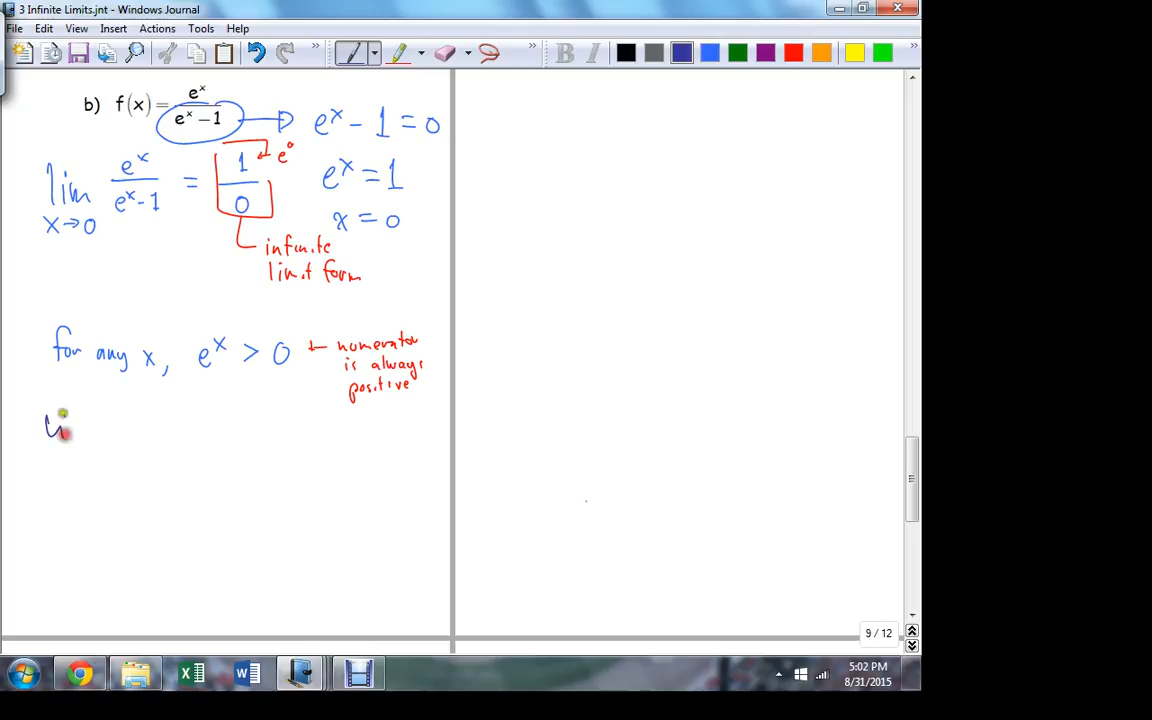 3 Infinite Limits.jnt - Windows Journal
File Edit View Insert Actions Tools Help
b) f(x) = e^x / (e^x − 1)
e^x - 1 = 0
lim x→0 e^x / (e^x - 1) = 1/0
e^0
e^x = 1
x = 0
infinite
limit form
for any x, e^x > 0
numerator
is always
positive
li
9 / 12
5:02 PM
8/31/2015